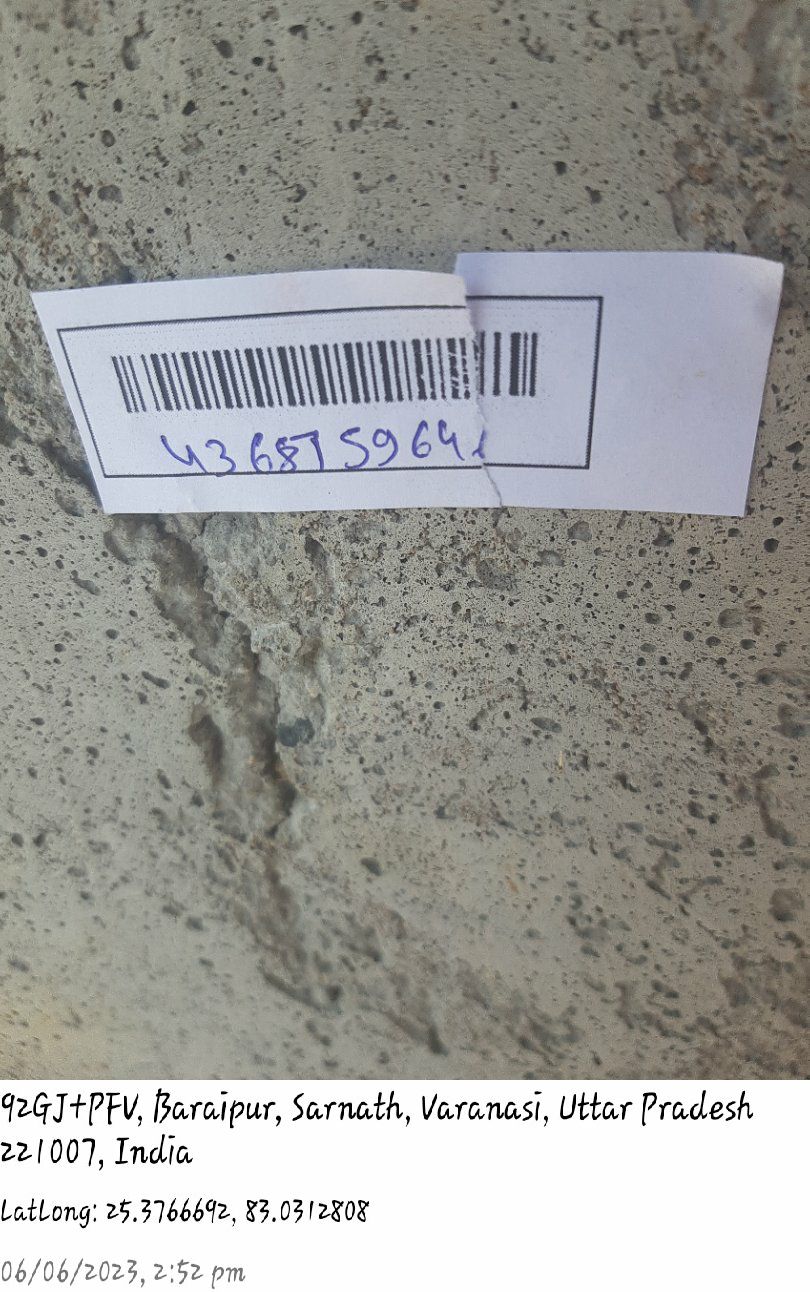 4368759641
92GJ+PFV, Baraipur, Sarnath, Varanasi, Uttar Pradesh
221007, India
LatLong: 25.3766692, 83.0312808
06/06/2023, 2:52 pm